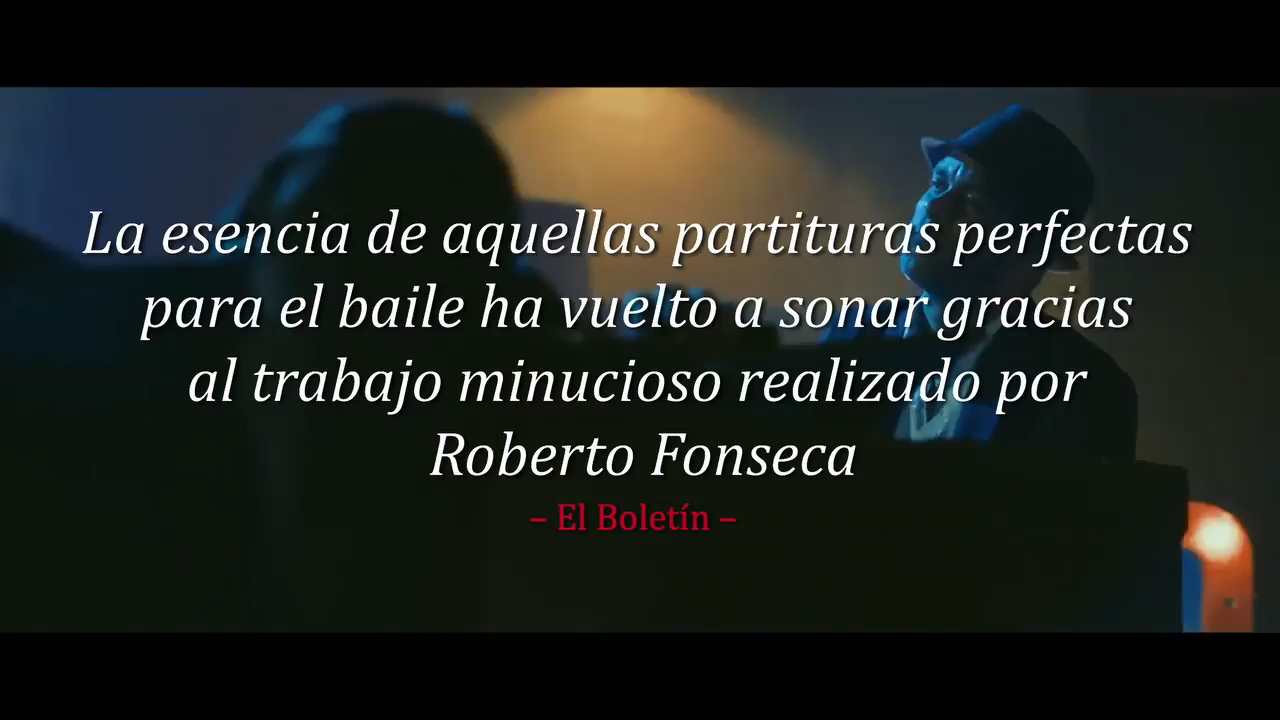 La esencia de aquellas partituras perfectas
para el baile ha vuelto a sonar gracias
al trabajo minucioso realizado por
Roberto Fonseca
– El Boletín –